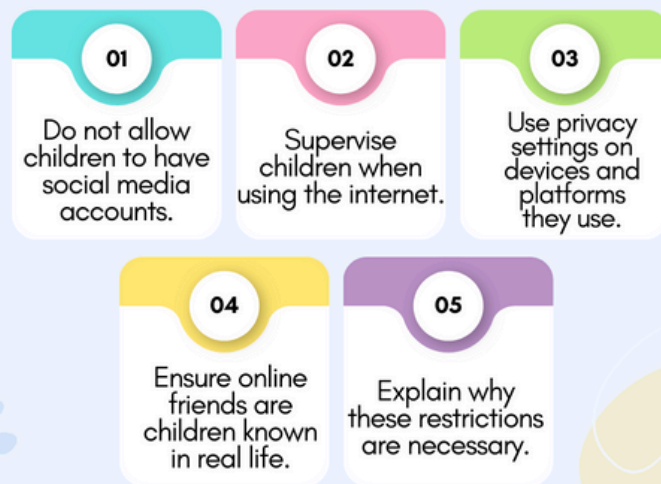 01
Do not allow
children to have
social media
accounts.
02
Supervise
children when
using the internet.
03
Use privacy
settings on
devices and
platforms
they use.
04
Ensure online
friends are
children known
in real life.
05
Explain why
these restrictions
are necessary.